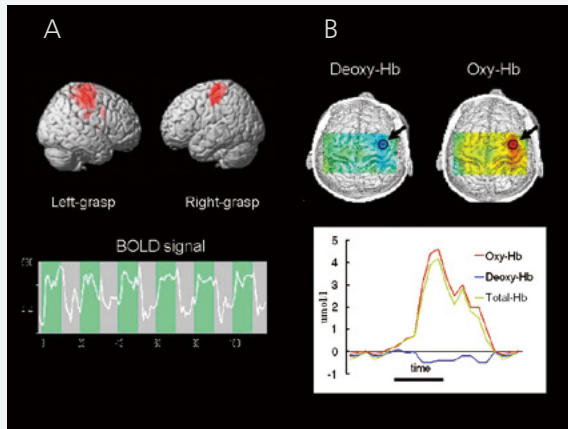 A
B
Deoxy-Hb Oxy-Hb
Left-grasp Right-grasp
BOLD signal
5
4
3
2
1
0
-1
umol.l
Oxy-Hb
Deoxy-Hb
Total-Hb
time